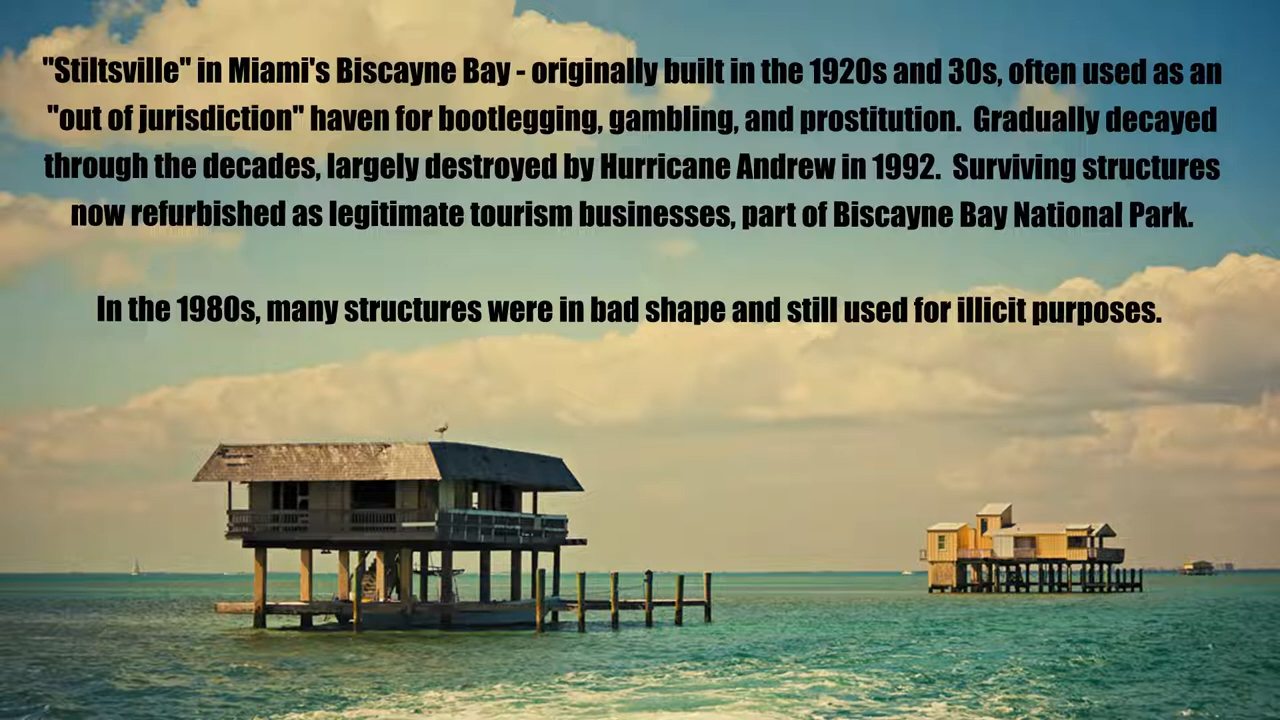 "Stiltsville" in Miami's Biscayne Bay - originally built in the 1920s and 30s, often used as an
"out of jurisdiction" haven for bootlegging, gambling, and prostitution.  Gradually decayed
through the decades, largely destroyed by Hurricane Andrew in 1992.  Surviving structures
now refurbished as legitimate tourism businesses, part of Biscayne Bay National Park.
In the 1980s, many structures were in bad shape and still used for illicit purposes.